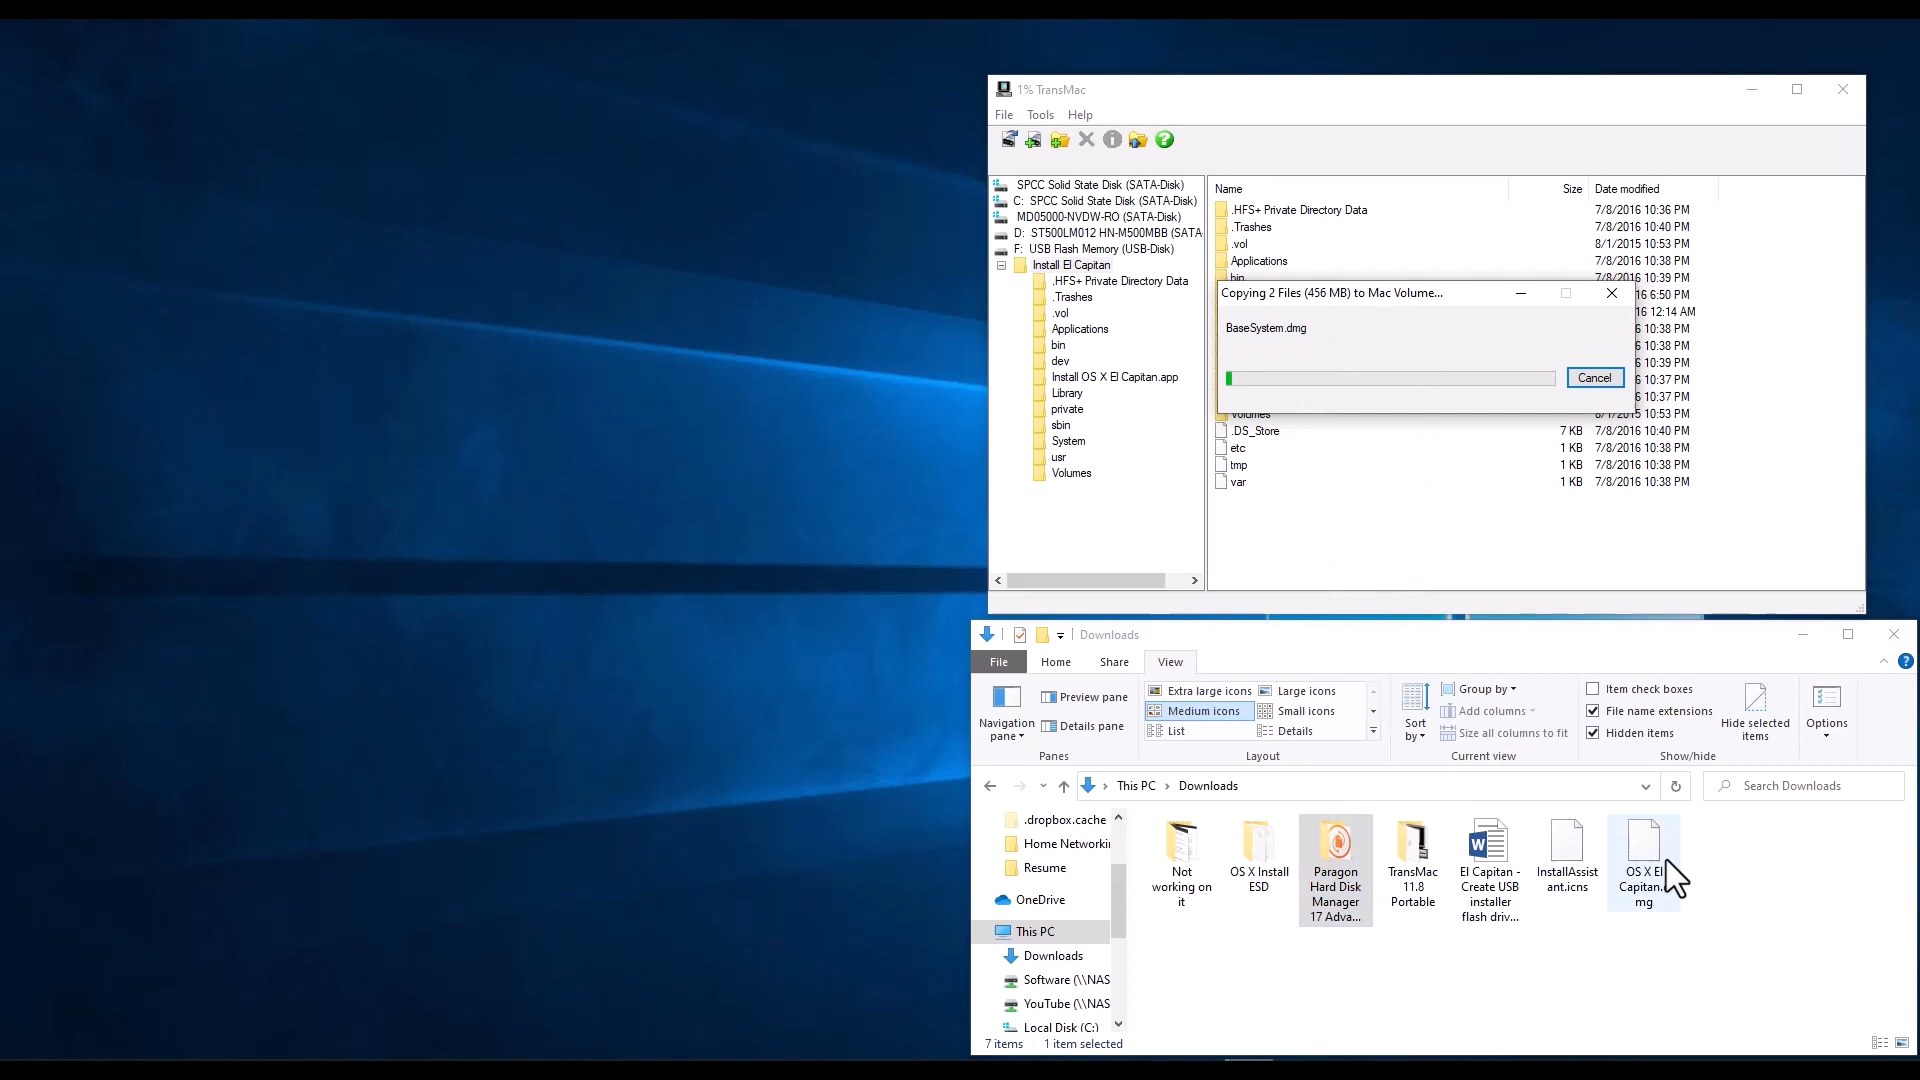 1% TransMac
File Tools Help
SPCC Solid State Disk (SATA-Disk)
C: SPCC Solid State Disk (SATA-Disk)
MD05000-NVDW-RO (SATA-Disk)
D: ST500LM012 HN-M500MBB (SATA-
F: USB Flash Memory (USB-Disk)
Install El Capitan
.HFS+ Private Directory Data
.Trashes
.vol
Applications
bin
dev
Install OS X El Capitan.app
Library
private
sbin
System
usr
Volumes
Name Size Date modified
.HFS+ Private Directory Data 7/8/2016 10:36 PM
.Trashes 7/8/2016 10:40 PM
.vol 8/1/2015 10:53 PM
Applications 7/8/2016 10:38 PM
bin 7/8/2016 10:39 PM
16 6:50 PM
16 12:14 AM
6 10:38 PM
6 10:38 PM
6 10:39 PM
6 10:37 PM
6 10:37 PM
Volumes 8/1/2015 10:53 PM
.DS_Store 7 KB 7/8/2016 10:40 PM
etc 1 KB 7/8/2016 10:38 PM
tmp 1 KB 7/8/2016 10:38 PM
var 1 KB 7/8/2016 10:38 PM
Copying 2 Files (456 MB) to Mac Volume...
BaseSystem.dmg
Cancel
Downloads
File Home Share View
Navigation pane
Preview pane
Details pane
Panes
Extra large icons Large icons
Medium icons Small icons
List Details
Layout
Sort by
Group by
Add columns
Size all columns to fit
Current view
Item check boxes
File name extensions
Hidden items
Hide selected items
Show/hide
Options
This PC > Downloads
Search Downloads
.dropbox.cache
Home Networki
Resume
OneDrive
This PC
Downloads
Software (\\NAS
YouTube (\\NAS
Local Disk (C:)
Not working on it
OS X Install ESD
Paragon Hard Disk Manager 17 Adva...
TransMac 11.8 Portable
El Capitan - Create USB installer flash driv...
InstallAssistant.icns
OS X El
Capitan.
mg
7 items 1 item selected